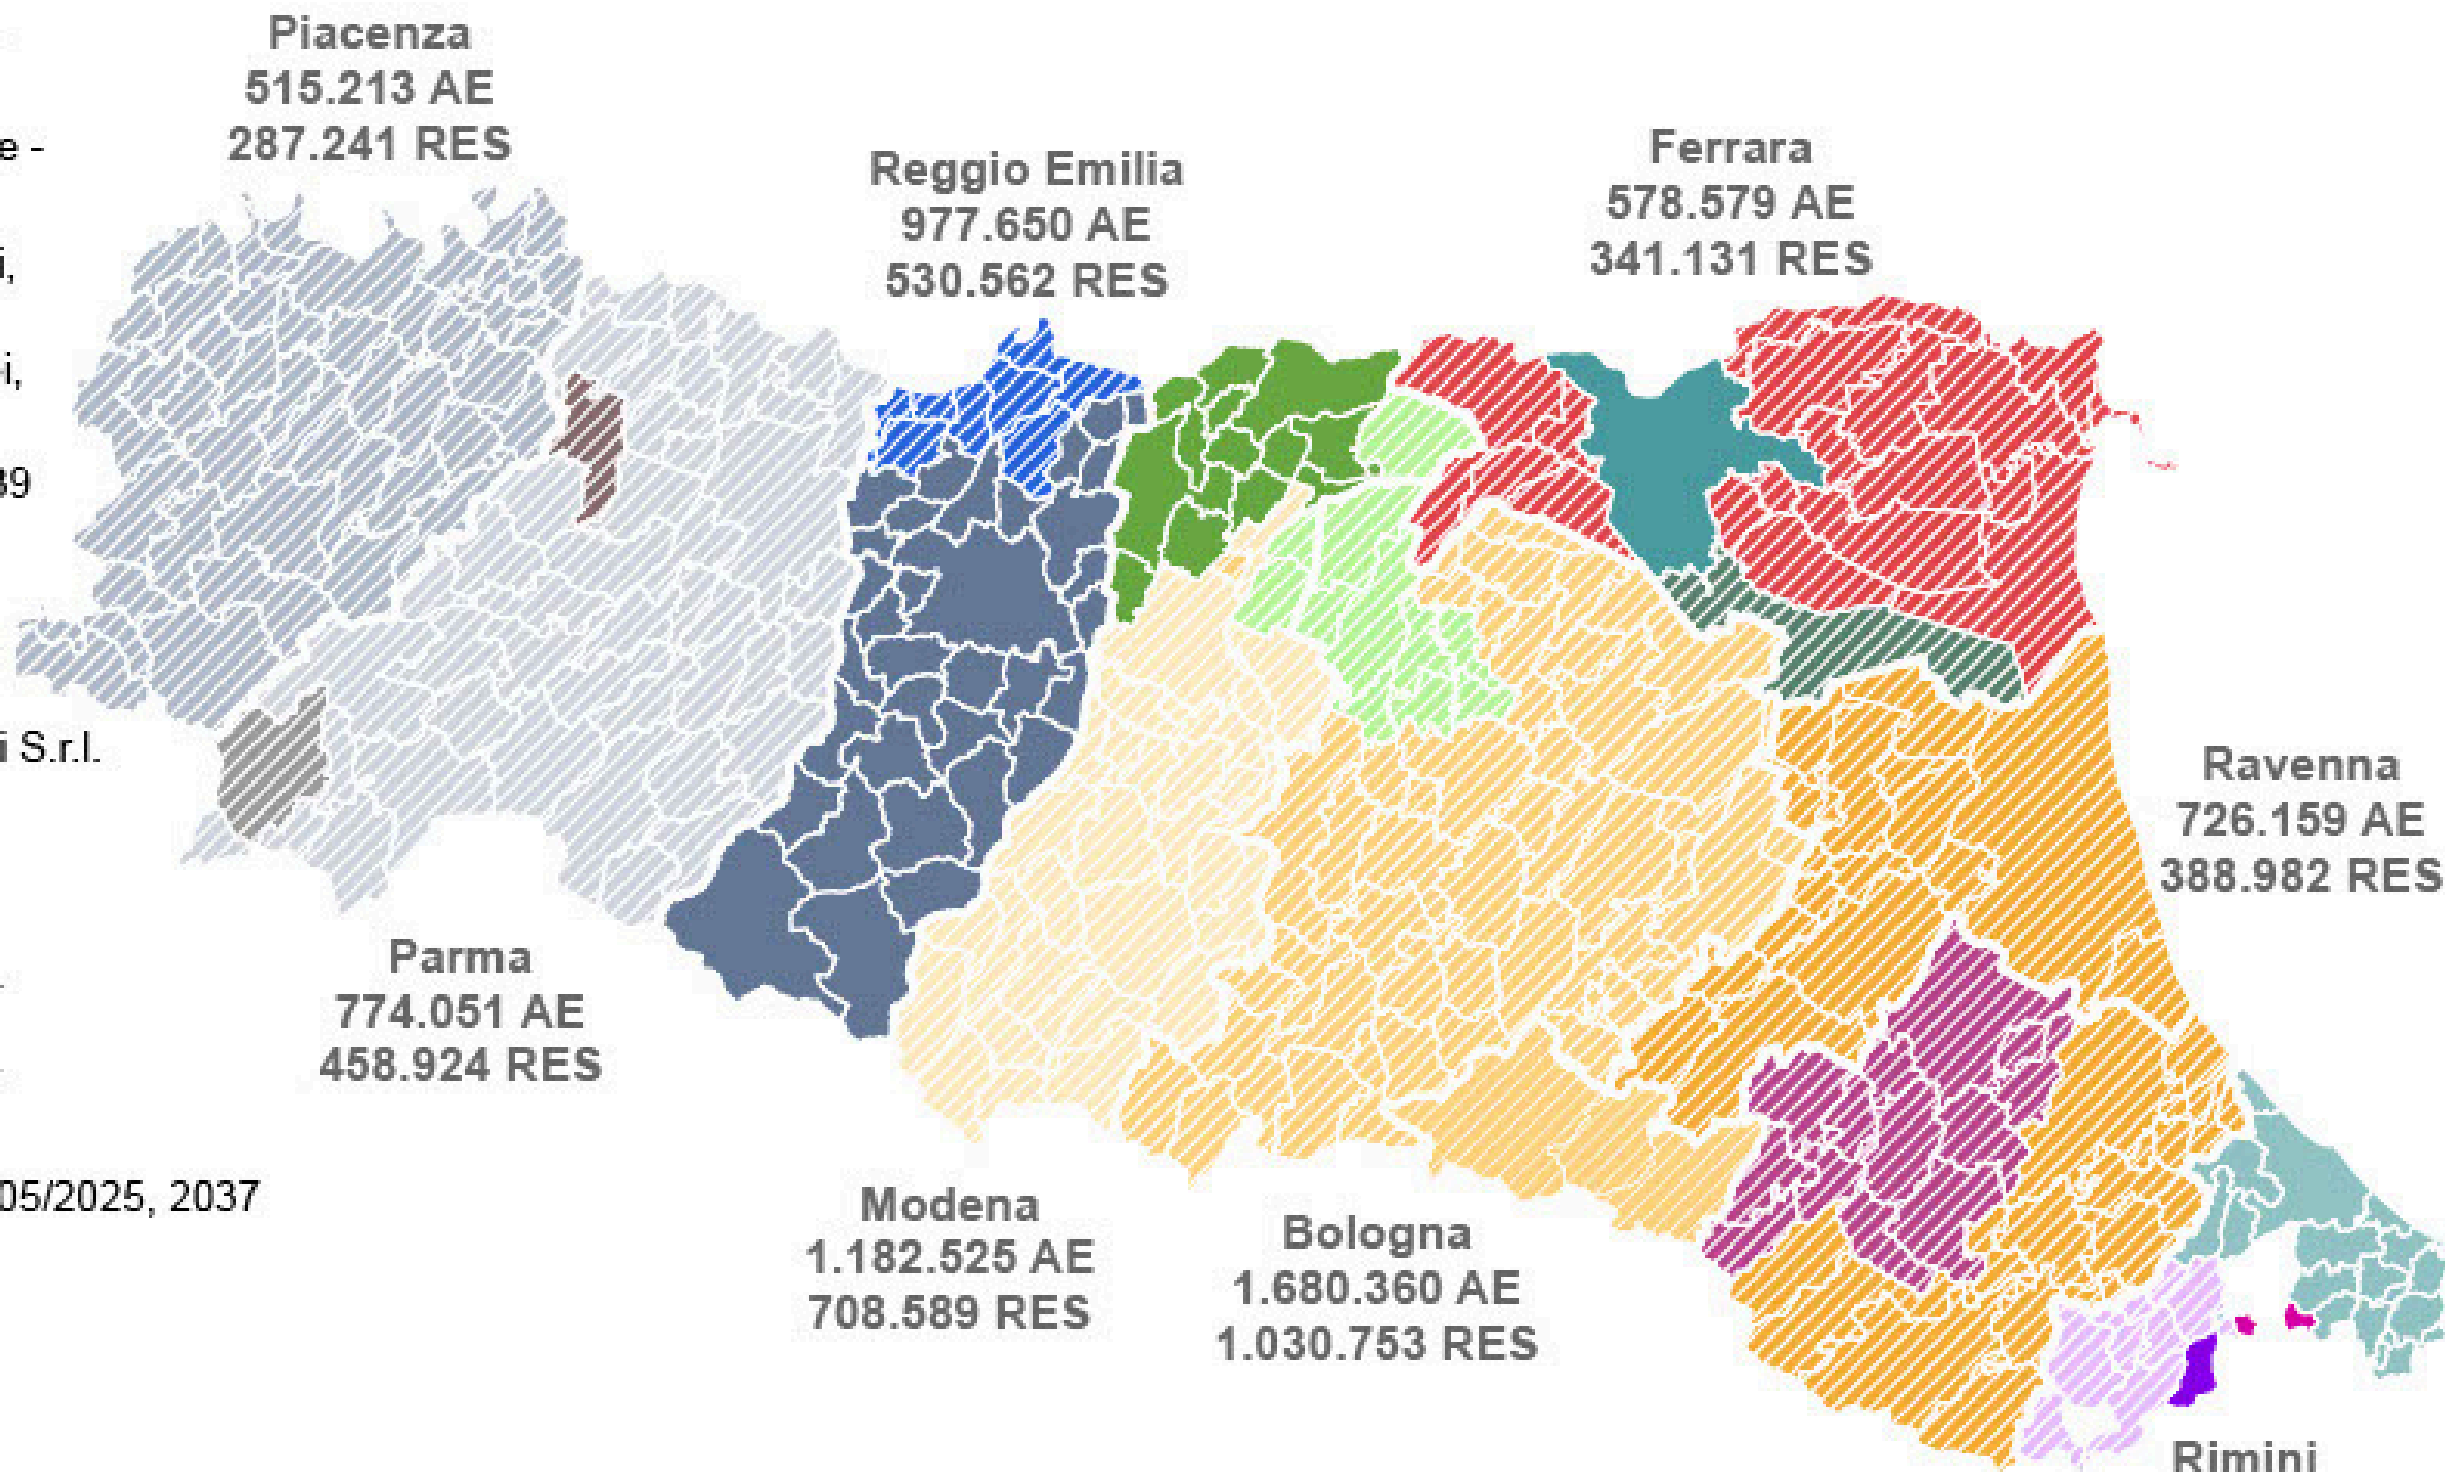 Piacenza
515.213 AE
287.241 RES
e -
Reggio Emilia
977.650 AE
530.562 RES
Ferrara
578.579 AE
341.131 RES
i,
i,
39
i S.r.l.
Ravenna
726.159 AE
388.982 RES
Parma
774.051 AE
458.924 RES
05/2025, 2037
Modena
1.182.525 AE
708.589 RES
Bologna
1.680.360 AE
1.030.753 RES
Rimini